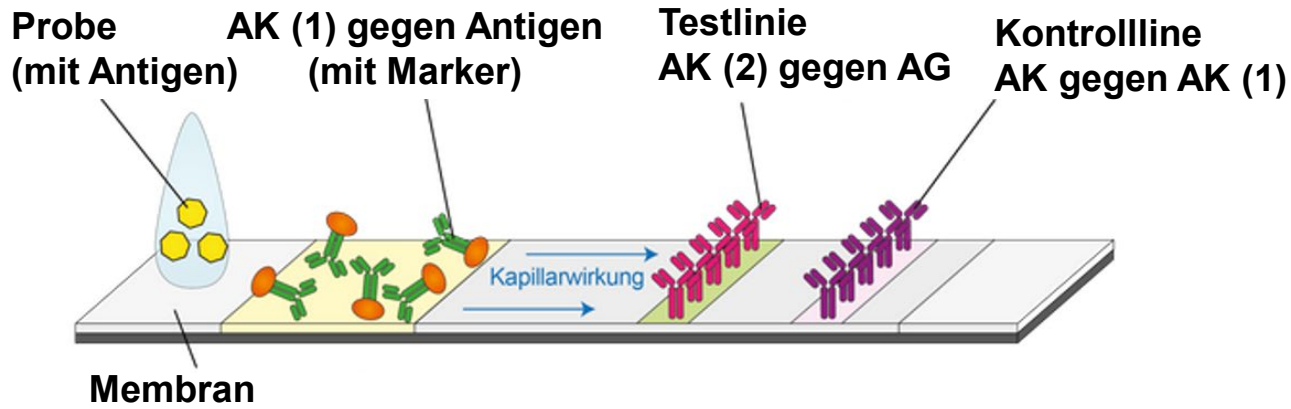 Probe
(mit Antigen)
AK (1) gegen Antigen
(mit Marker)
Testlinie
AK (2) gegen AG
Kontrollline
AK gegen AK (1)
Kapillarwirkung
Membran